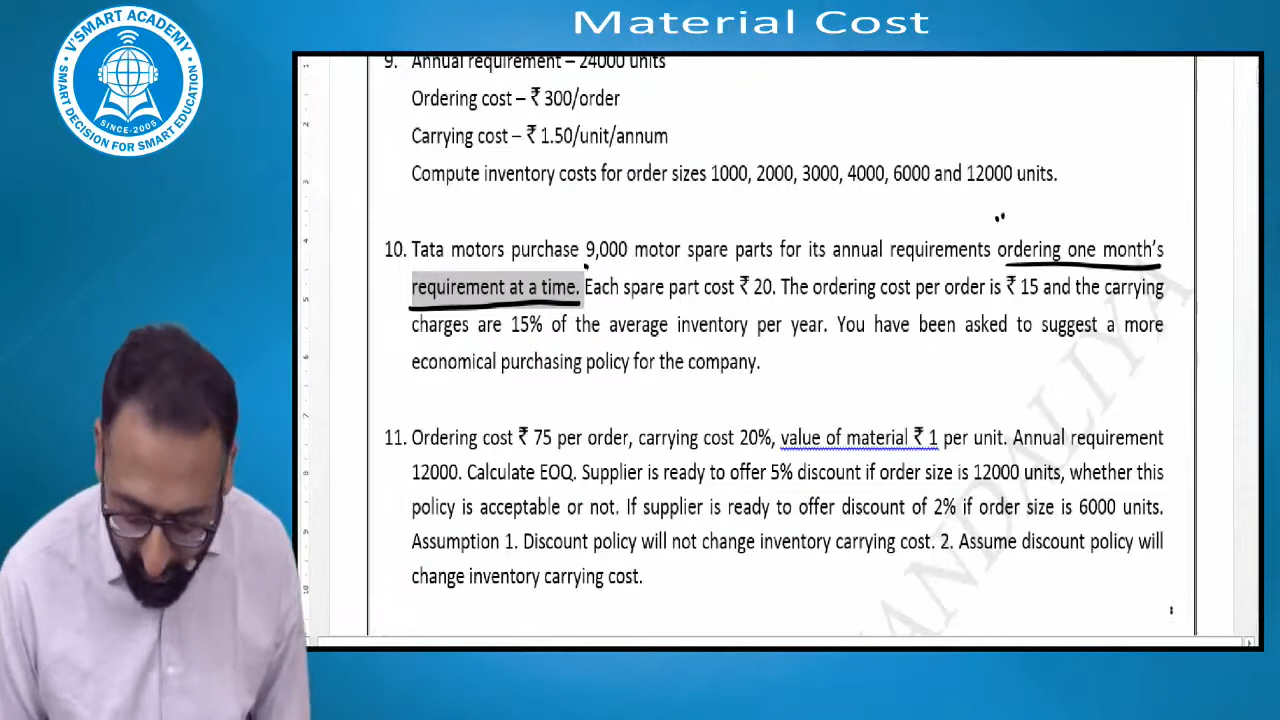 Material Cost
V'SMART ACADEMY
SMART DECISION FOR SMART EDUCATION
SINCE-2005
9. Annual requirement – 24000 units
Ordering cost – ₹ 300/order
Carrying cost – ₹ 1.50/unit/annum
Compute inventory costs for order sizes 1000, 2000, 3000, 4000, 6000 and 12000 units.
10. Tata motors purchase 9,000 motor spare parts for its annual requirements ordering one month's
requirement at a time. Each spare part cost ₹ 20. The ordering cost per order is ₹ 15 and the carrying
charges are 15% of the average inventory per year. You have been asked to suggest a more
economical purchasing policy for the company.
11. Ordering cost ₹ 75 per order, carrying cost 20%, value of material ₹ 1 per unit. Annual requirement
12000. Calculate EOQ. Supplier is ready to offer 5% discount if order size is 12000 units, whether this
policy is acceptable or not. If supplier is ready to offer discount of 2% if order size is 6000 units.
Assumption 1. Discount policy will not change inventory carrying cost. 2. Assume discount policy will
change inventory carrying cost.